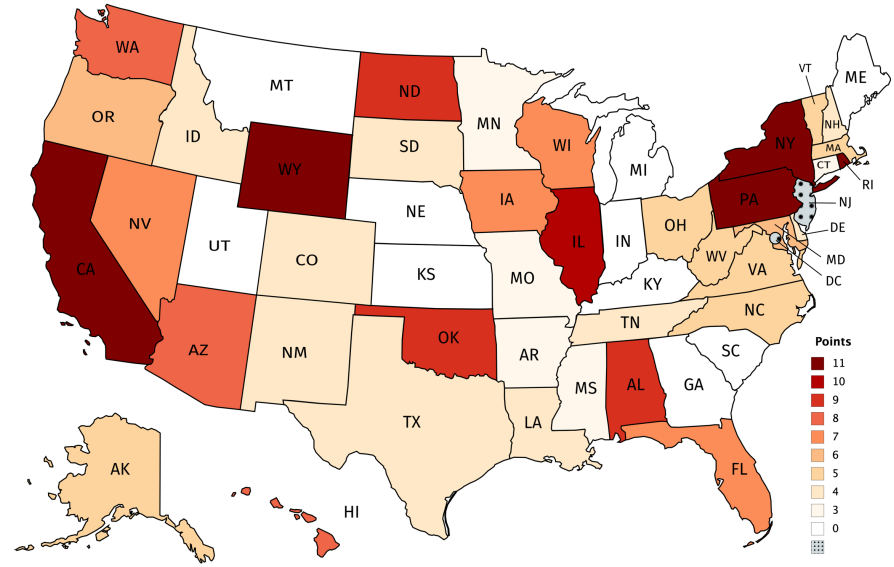 WA
MT
ND
MN
ME
VT
NH
OR
ID
SD
WI
NY
MA
CT
RI
WY
MI
NV
NE
IA
PA
NJ
UT
CO
IL
IN
OH
DE
WV
MD
CA
KS
MO
KY
VA
DC
AZ
NM
OK
AR
TN
NC
SC
MS
AL
GA
TX
LA
FL
AK
HI
Points
11
10
9
8
7
6
5
4
3
0